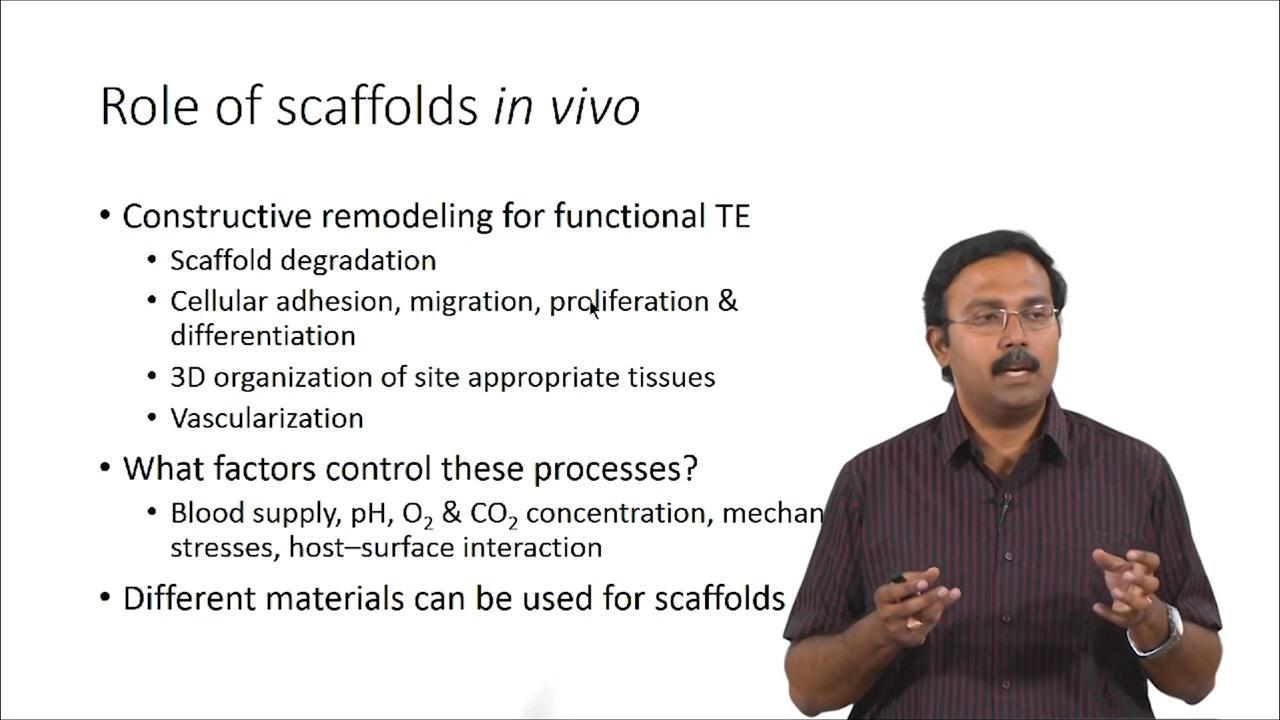 Role of scaffolds in vivo
• Constructive remodeling for functional TE
• Scaffold degradation
• Cellular adhesion, migration, proliferation &
differentiation
• 3D organization of site appropriate tissues
• Vascularization
• What factors control these processes?
• Blood supply, pH, O₂ & CO₂ concentration,
stresses, host–surface interaction
• Different materials can be used for scaffolds